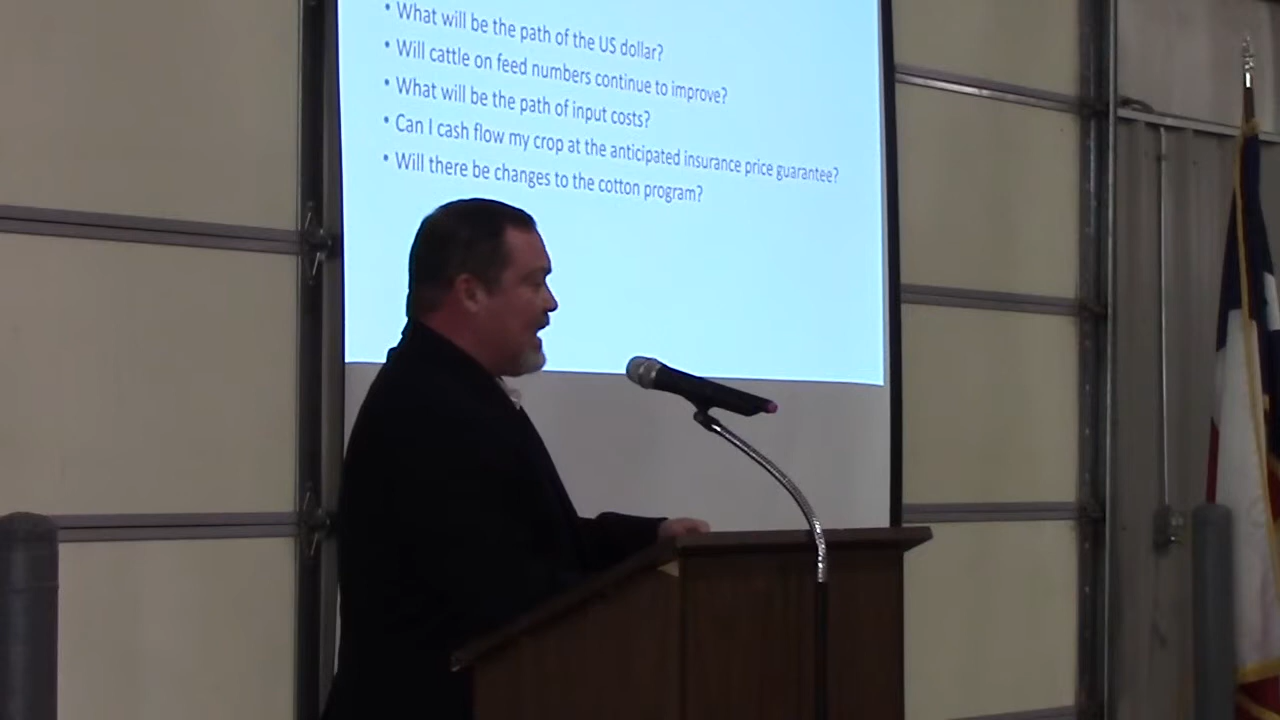 • What will be the path of the US dollar?
• Will cattle on feed numbers continue to improve?
• What will be the path of input costs?
• Can I cash flow my crop at the anticipated insurance price guarantee?
• Will there be changes to the cotton program?